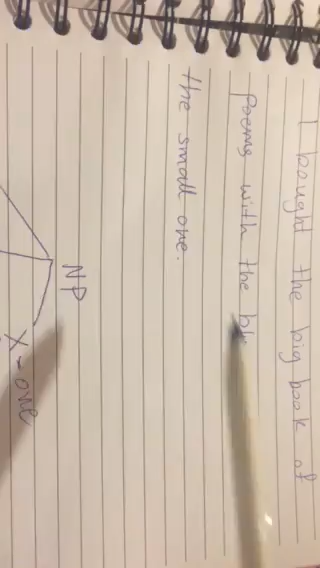 I bought the big book of
poems with the
the small one.
NP
X-one